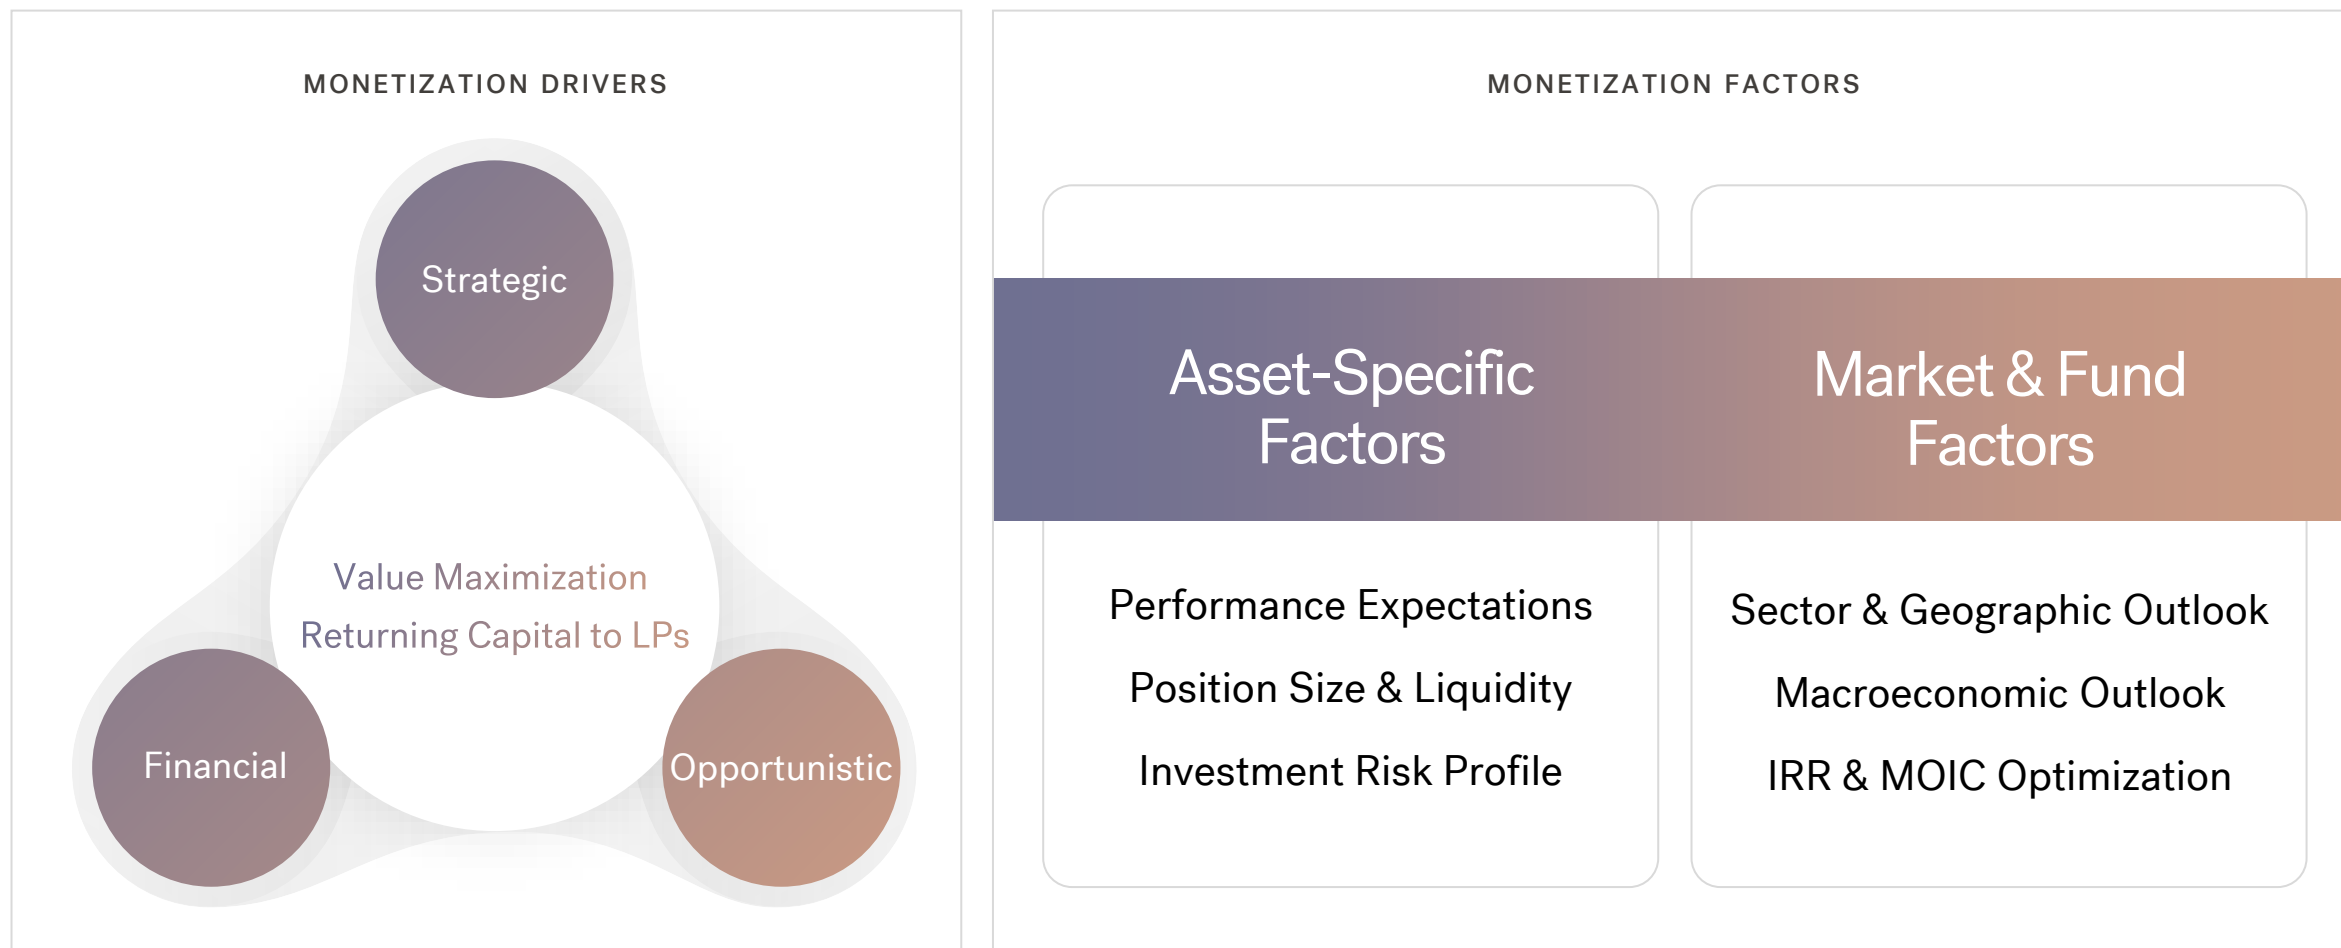 MONETIZATION DRIVERS
Strategic
Value Maximization
Returning Capital to LPs
Financial
Opportunistic
MONETIZATION FACTORS
Asset-Specific
Factors
Performance Expectations
Position Size & Liquidity
Investment Risk Profile
Market & Fund
Factors
Sector & Geographic Outlook
Macroeconomic Outlook
IRR & MOIC Optimization